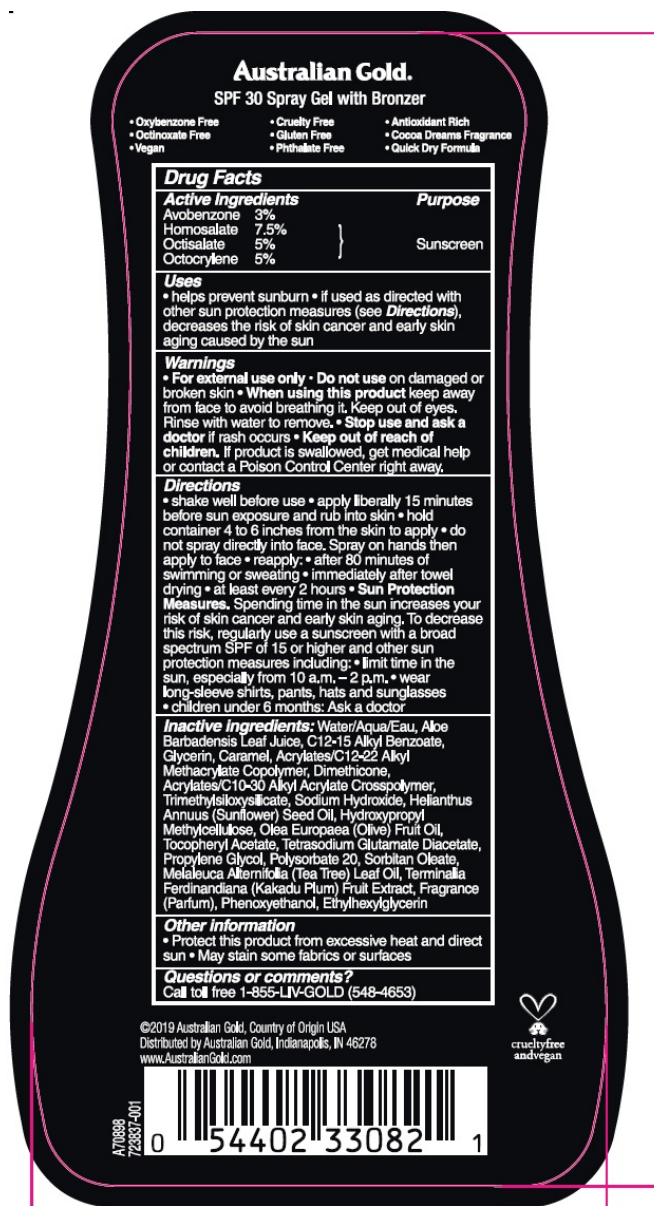 Australian Gold.
SPF 30 Spray Gel with Bronzer
• Oxybenzone Free • Cruelty Free • Antioxidant Rich
• Octinoxate Free • Gluten Free • Cocoa Dreams Fragrance
• Vegan • Phthalate Free • Quick Dry Formula
Drug Facts
Active Ingredients Purpose
Avobenzone 3%
Homosalate 7.5%
Octisalate 5% } Sunscreen
Octocrylene 5%
Uses
• helps prevent sunburn • if used as directed with
other sun protection measures (see Directions),
decreases the risk of skin cancer and early skin
aging caused by the sun
Warnings
• For external use only • Do not use on damaged or
broken skin • When using this product keep away
from face to avoid breathing it. Keep out of eyes.
Rinse with water to remove. • Stop use and ask a
doctor if rash occurs • Keep out of reach of
children. If product is swallowed, get medical help
or contact a Poison Control Center right away.
Directions
• shake well before use • apply liberally 15 minutes
before sun exposure and rub into skin • hold
container 4 to 6 inches from the skin to apply • do
not spray directly into face. Spray on hands then
apply to face • reapply: • after 80 minutes of
swimming or sweating • immediately after towel
drying • at least every 2 hours • Sun Protection
Measures. Spending time in the sun increases your
risk of skin cancer and early skin aging. To decrease
this risk, regularly use a sunscreen with a broad
spectrum SPF of 15 or higher and other sun
protection measures including: • limit time in the
sun, especially from 10 a.m. – 2 p.m. • wear
long-sleeve shirts, pants, hats and sunglasses
• children under 6 months: Ask a doctor
Inactive ingredients: Water/Aqua/Eau, Aloe
Barbadensis Leaf Juice, C12-15 Alkyl Benzoate,
Glycerin, Caramel, Acrylates/C12-22 Alkyl
Methacrylate Copolymer, Dimethicone,
Acrylates/C10-30 Alkyl Acrylate Crosspolymer,
Trimethylsiloxysilicate, Sodium Hydroxide, Helianthus
Annuus (Sunflower) Seed Oil, Hydroxypropyl
Methylcellulose, Olea Europaea (Olive) Fruit Oil,
Tocopheryl Acetate, Tetrasodium Glutamate Diacetate,
Propylene Glycol, Polysorbate 20, Sorbitan Oleate,
Melaleuca Alternifolia (Tea Tree) Leaf Oil, Terminalia
Ferdinandiana (Kakadu Plum) Fruit Extract, Fragrance
(Parfum), Phenoxyethanol, Ethylhexylglycerin
Other information
• Protect this product from excessive heat and direct
sun • May stain some fabrics or surfaces
Questions or comments?
Call toll free 1-855-LIV-GOLD (548-4653)
©2019 Australian Gold, Country of Origin USA
Distributed by Australian Gold, Indianapolis, IN 46278
www.AustralianGold.com
crueltyfree
andvegan
A70898
723837-001
0 54402 33082 1